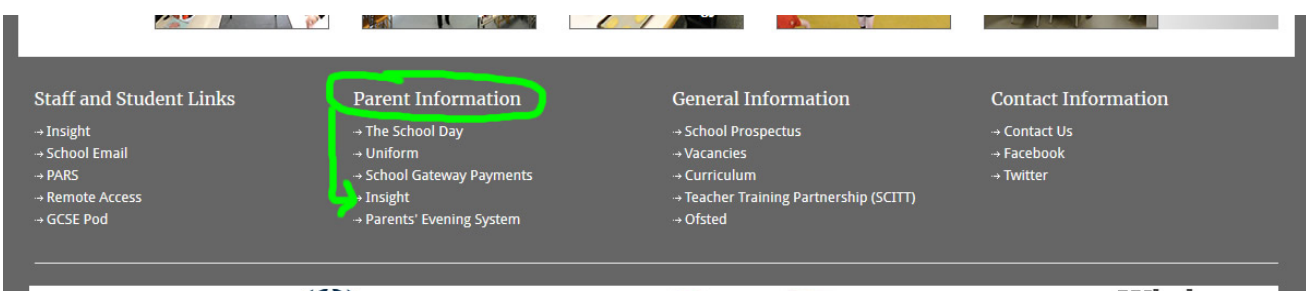 Staff and Student Links
→ Insight
→ School Email
→ PARS
→ Remote Access
→ GCSE Pod
Parent Information
→ The School Day
→ Uniform
→ School Gateway Payments
→ Insight
→ Parents' Evening System
General Information
→ School Prospectus
→ Vacancies
→ Curriculum
→ Teacher Training Partnership (SCITT)
→ Ofsted
Contact Information
→ Contact Us
→ Facebook
→ Twitter